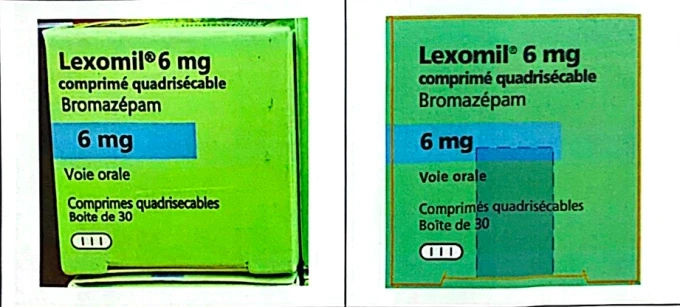 Lexomil® 6 mg
comprimé quadrisécable
Bromazépam
6 mg
Voie orale
Comprimes quadrisecables
Boite de 30
Lexomil® 6 mg
comprimé quadrisécable
Bromazépam
6 mg
Voie orale
Comprimés quadrisécables
Boîte de 30